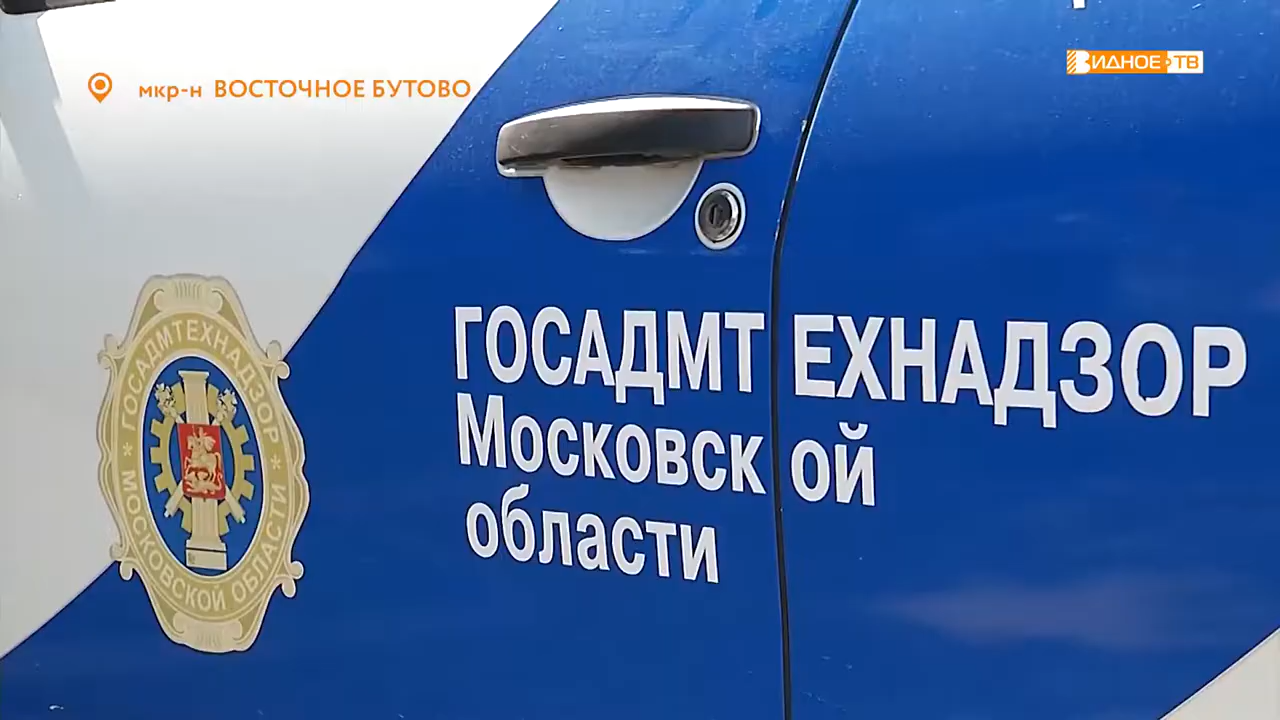 мкр-н ВОСТОЧНОЕ БУТОВО
ВИДНОЕ ТВ
ГОСАДМТЕХНАДЗОР
Московской
области
ГОСАДМТЕХНАДЗОР
МОСКОВСКОЙ ОБЛАСТИ